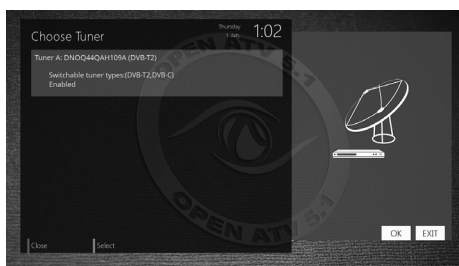 Choose Tuner
Thursday
1 Jan
1:02
Tuner A: DNOQ44QAH109A (DVB-T2)
Switchable tuner types:(DVB-T2,DVB-C)
Enabled
OPEN ATV 5.1
OPEN ATV 5.1
OK
EXIT
Close
Select